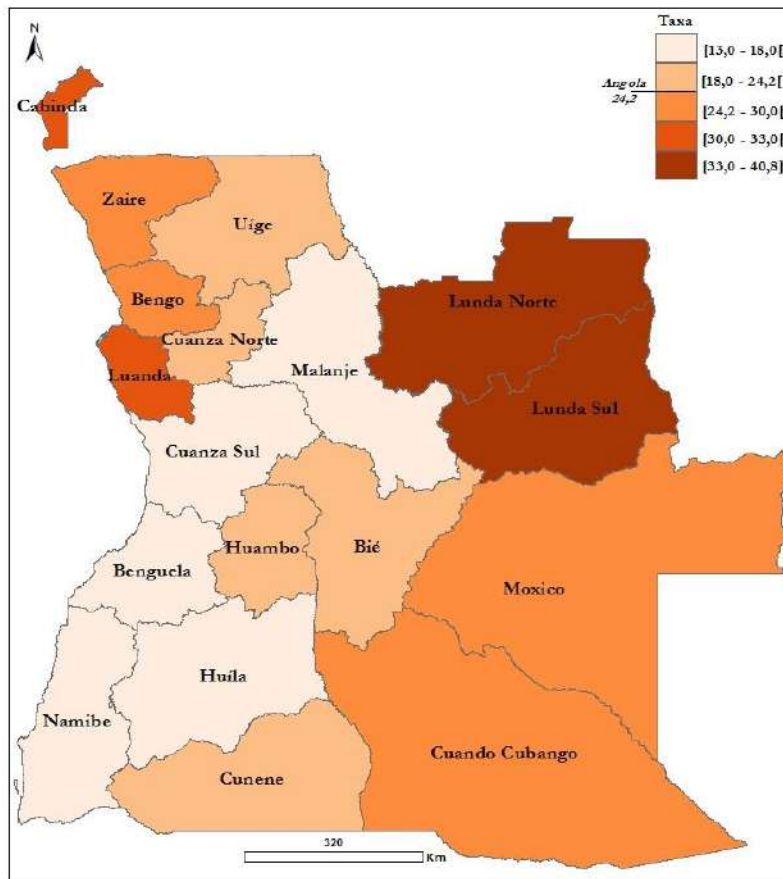 N
Taxa
[13,0 - 18,0[
[18,0 - 24,2[
Angola
24,2
[24,2 - 30,0[
[30,0 - 33,0[
[33,0 - 40,8]
Cabinda
Zaire
Uíge
Bengo
Lunda Norte
Cuanza Norte
Luanda
Malanje
Lunda Sul
Cuanza Sul
Huambo
Bié
Benguela
Moxico
Huíla
Namibe
Cuando Cubango
Cunene
320
Km